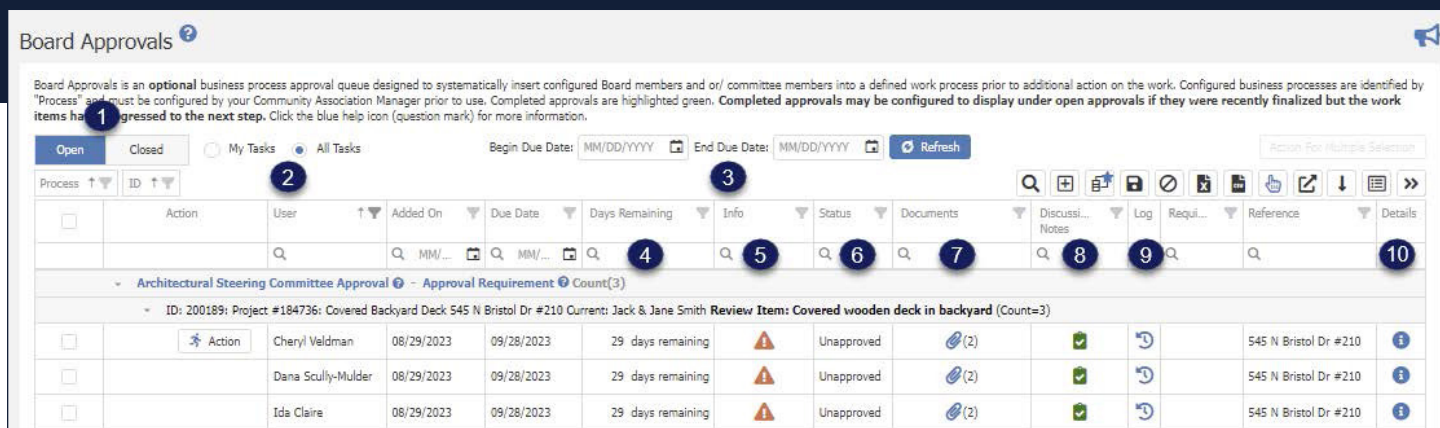 Board Approvals ?
Board Approvals is an optional business process approval queue designed to systematically insert configured Board members and or/ committee members into a defined work process prior to additional action on the work. Configured business processes are identified by
"Process" and must be configured by your Community Association Manager prior to use. Completed approvals are highlighted green. Completed approvals may be configured to display under open approvals if they were recently finalized but the work
items ha gressed to the next step. Click the blue help icon (question mark) for more information.
1
Open Closed My Tasks All Tasks Begin Due Date: MM/DD/YYYY End Due Date: MM/DD/YYYY Refresh Action For Multiple Selection
Process ID 2 3
Action User Added On Due Date Days Remaining Info Status Documents Discussi... Notes Log Requi... Reference Details
MM/... MM/... 4 5 6 7 8 9 10
Architectural Steering Committee Approval ? - Approval Requirement ? Count(3)
ID: 200189: Project #184736: Covered Backyard Deck 545 N Bristol Dr #210 Current: Jack & Jane Smith Review Item: Covered wooden deck in backyard (Count=3)
Action Cheryl Veldman 08/29/2023 09/28/2023 29 days remaining Unapproved (2) 545 N Bristol Dr #210
Dana Scully-Mulder 08/29/2023 09/28/2023 29 days remaining Unapproved (2) 545 N Bristol Dr #210
Ida Claire 08/29/2023 09/28/2023 29 days remaining Unapproved (2) 545 N Bristol Dr #210